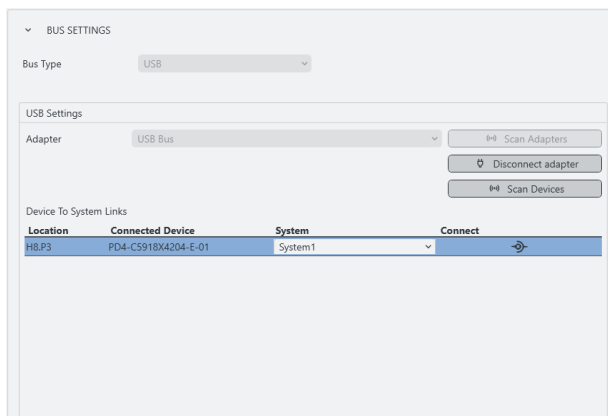 BUS SETTINGS
Bus Type USB
USB Settings
Adapter USB Bus Scan Adapters
Disconnect adapter
Scan Devices
Device To System Links
Location Connected Device System Connect
H8.P3 PD4-C5918X4204-E-01 System1